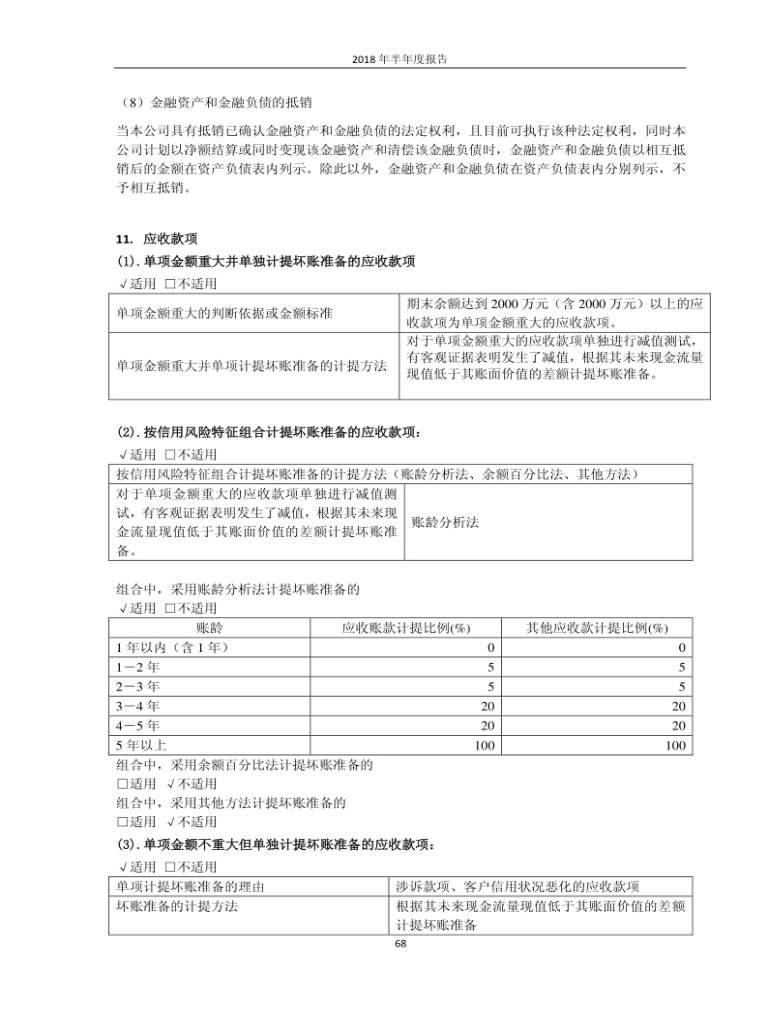 2018 年半年度报告
（8）金融资产和金融负债的抵销
当本公司具有抵销已确认金融资产和金融负债的法定权利，且目前可执行该种法定权利，同时本
公司计划以净额结算或同时变现该金融资产和清偿该金融负债时，金融资产和金融负债以相互抵
销后的金额在资产负债表内列示。除此以外，金融资产和金融负债在资产负债表内分别列示，不
予相互抵销。
11. 应收款项
(1). 单项金额重大并单独计提坏账准备的应收款项
√适用 □不适用
单项金额重大的判断依据或金额标准
期末余额达到 2000 万元（含 2000 万元）以上的应
收款项为单项金额重大的应收款项。
单项金额重大并单项计提坏账准备的计提方法
对于单项金额重大的应收款项单独进行减值测试，
有客观证据表明发生了减值，根据其未来现金流量
现值低于其账面价值的差额计提坏账准备。
(2). 按信用风险特征组合计提坏账准备的应收款项：
√适用 □不适用
按信用风险特征组合计提坏账准备的计提方法（账龄分析法、余额百分比法、其他方法）
对于单项金额重大的应收款项单独进行减值测
试，有客观证据表明发生了减值，根据其未来现
金流量现值低于其账面价值的差额计提坏账准
备。
账龄分析法
组合中，采用账龄分析法计提坏账准备的
√适用 □不适用
账龄 应收账款计提比例(%) 其他应收款计提比例(%)
1 年以内（含 1 年） 0 0
1－2 年 5 5
2－3 年 5 5
3－4 年 20 20
4－5 年 20 20
5 年以上 100 100
组合中，采用余额百分比法计提坏账准备的
□适用 √不适用
组合中，采用其他方法计提坏账准备的
□适用 √不适用
(3). 单项金额不重大但单独计提坏账准备的应收款项：
√适用 □不适用
单项计提坏账准备的理由 涉诉款项、客户信用状况恶化的应收款项
坏账准备的计提方法 根据其未来现金流量现值低于其账面价值的差额
计提坏账准备
68